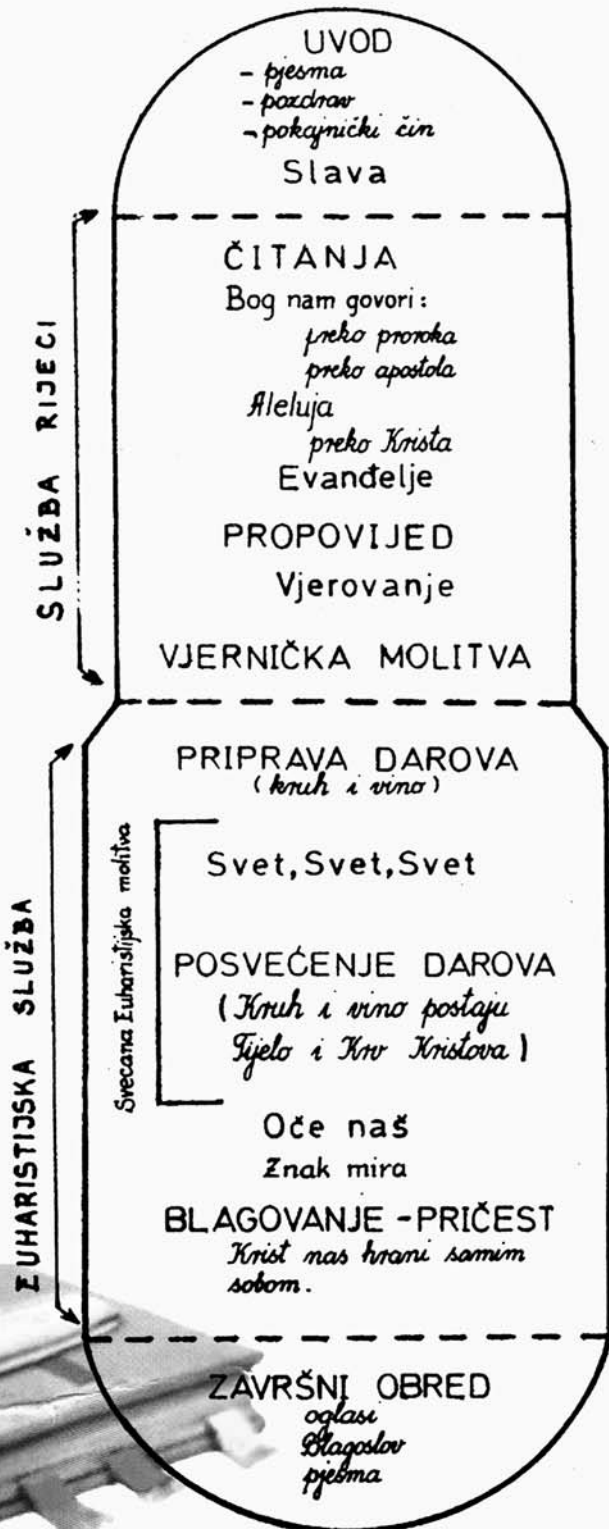 UVOD
- pjesma
- pozdrav
- pokajnički čin
Slava
SLUŽBA RIJECI
ČITANJA
Bog nam govori:
preko proroka
preko apostola
Aleluja
preko Krista
Evanđelje
PROPOVIJED
Vjerovanje
VJERNIČKA MOLITVA
EUHARISTIJSKA SLUŽBA
PRIPRAVA DAROVA
(kruh i vino)
Svecana Euharistijska molitva
Svet, Svet, Svet
POSVEĆENJE DAROVA
(Kruh i vino postaju
Tijelo i Krv Kristova)
Oče naš
Znak mira
BLAGOVANJE - PRIČEST
Krist nas hrani samim
sobom.
ZAVRŠNI OBRED
oglasi
Blagoslov
pjesma